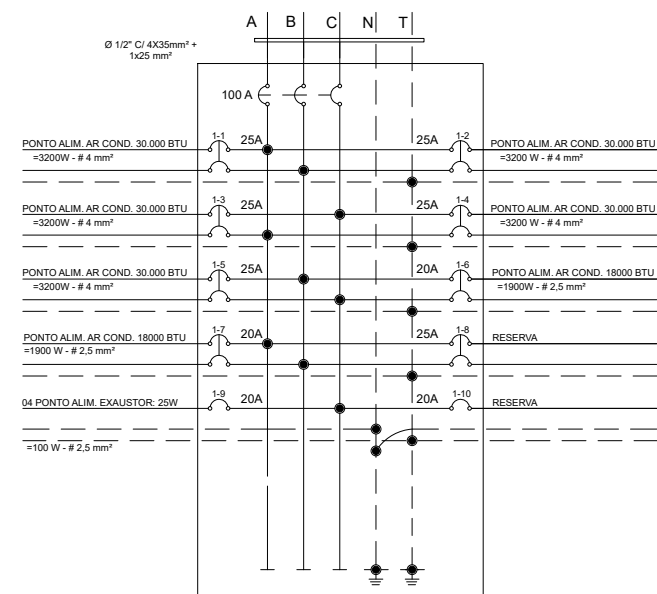 A B C N T
Ø 1/2" C/ 4X35mm² +
1x25 mm²
100 A
PONTO ALIM. AR COND. 30.000 BTU 1-1 25A 25A 1-2 PONTO ALIM. AR COND. 30.000 BTU
=3200W - # 4 mm² =3200 W - # 4 mm²
PONTO ALIM. AR COND. 30.000 BTU 1-3 25A 25A 1-4 PONTO ALIM. AR COND. 30.000 BTU
=3200W - # 4 mm² =3200 W - # 4 mm²
PONTO ALIM. AR COND. 30.000 BTU 1-5 25A 20A 1-6 PONTO ALIM. AR COND. 18000 BTU
=3200W - # 4 mm² =1900W - # 2,5 mm²
PONTO ALIM. AR COND. 18000 BTU 1-7 20A 25A 1-8 RESERVA
=1900 W - # 2,5 mm²
04 PONTO ALIM. EXAUSTOR: 25W 1-9 20A 20A 1-10 RESERVA
=100 W - # 2,5 mm²